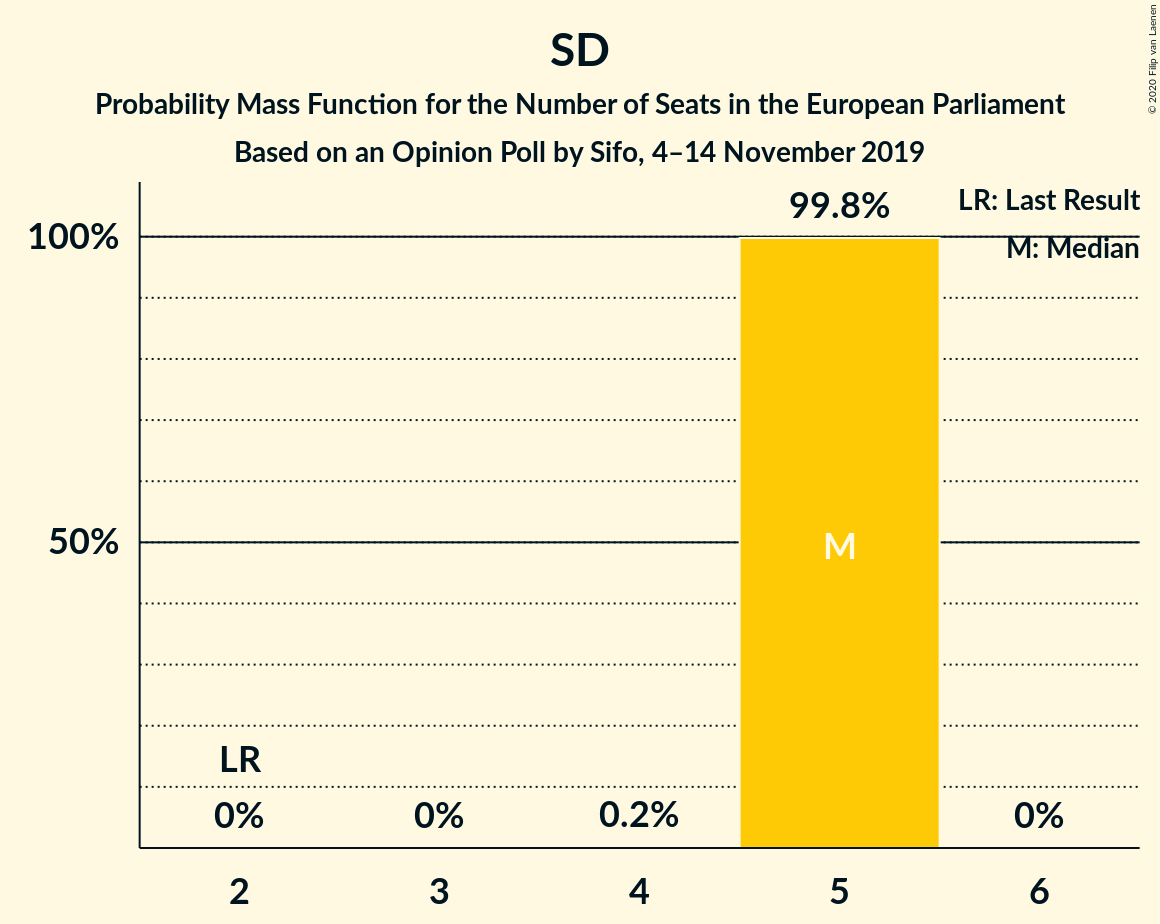 SD
Probability Mass Function for the Number of Seats in the European Parliament
Based on an Opinion Poll by Sifo, 4–14 November 2019
© 2020 Filip van Laenen
99.8%
LR: Last Result
100%
M: Median
50%
M
LR
0%
0%
0.2%
0%
2
3
4
5
6